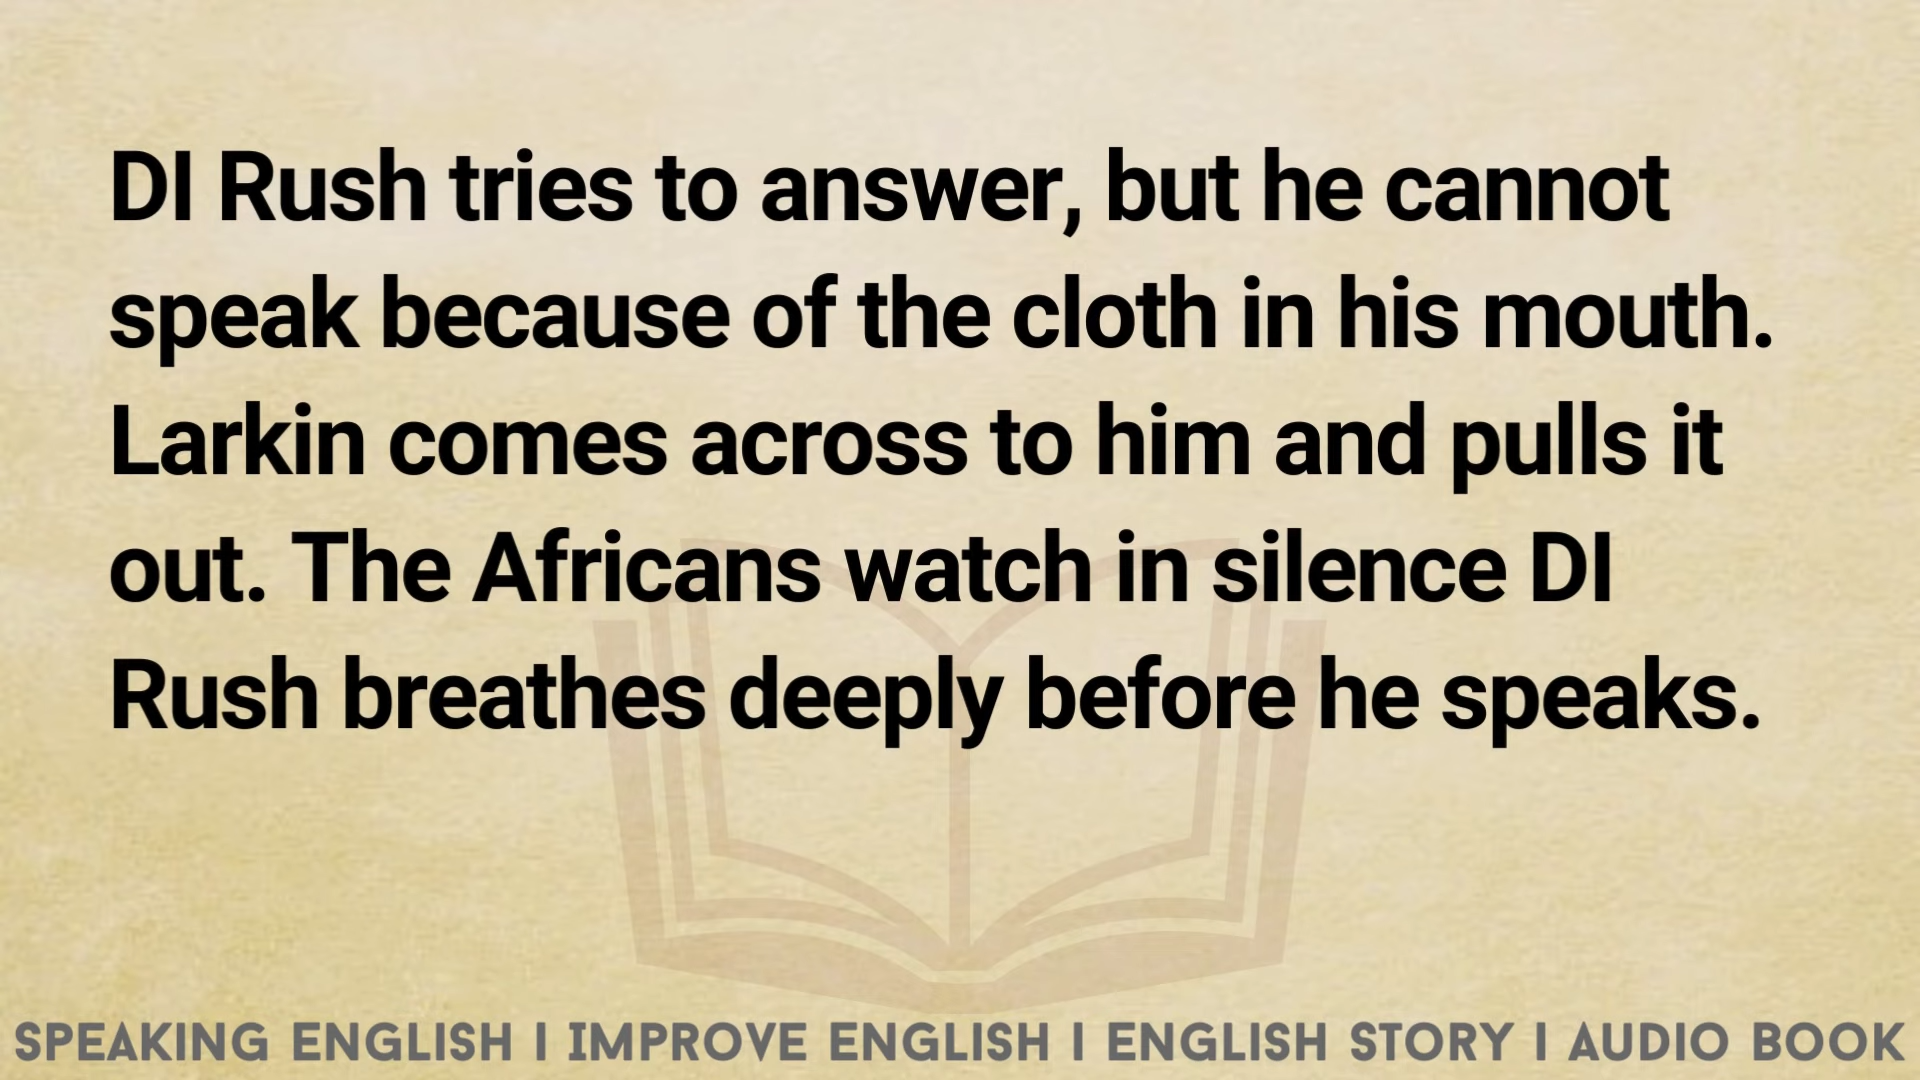 DI Rush tries to answer, but he cannot
speak because of the cloth in his mouth.
Larkin comes across to him and pulls it
out. The Africans watch in silence DI
Rush breathes deeply before he speaks.
SPEAKING ENGLISH I IMPROVE ENGLISH I ENGLISH STORY I AUDIO BOOK